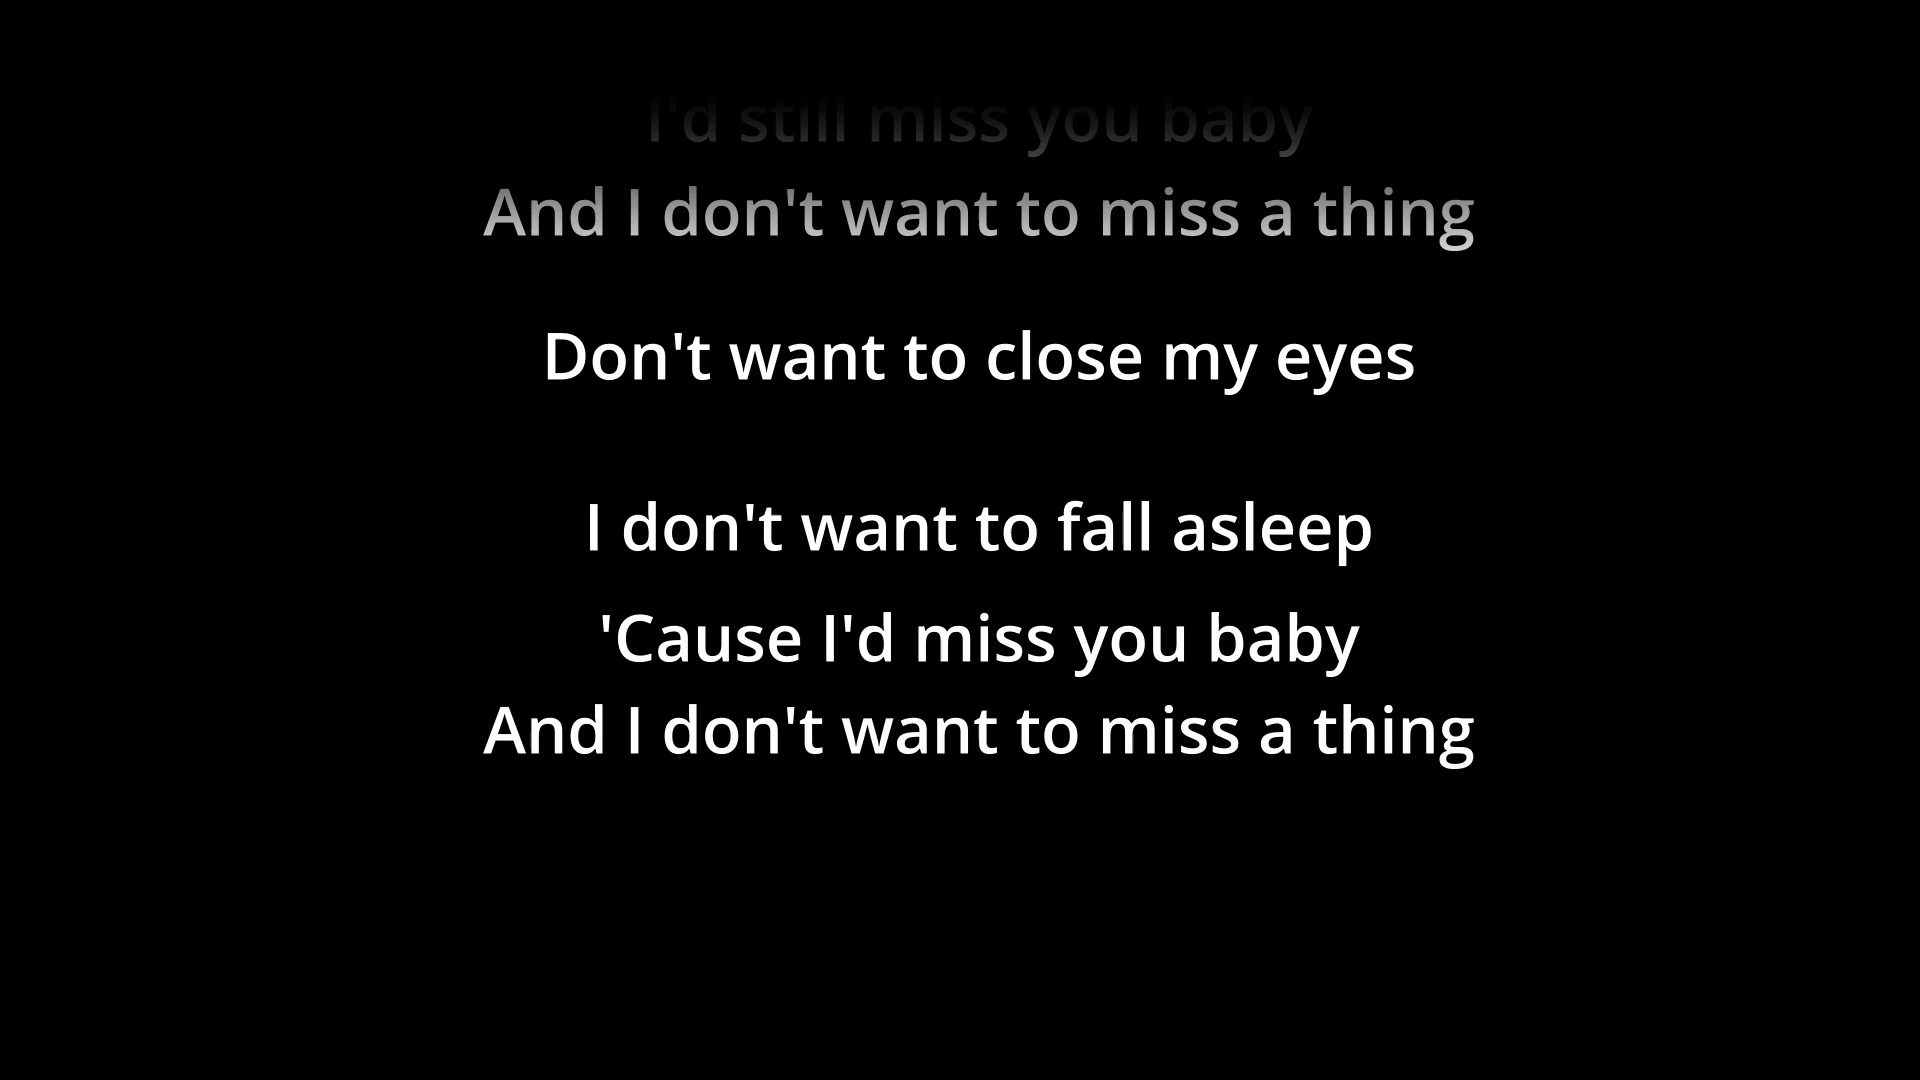 I'd still miss you baby
And I don't want to miss a thing
Don't want to close my eyes
I don't want to fall asleep
'Cause I'd miss you baby
And I don't want to miss a thing